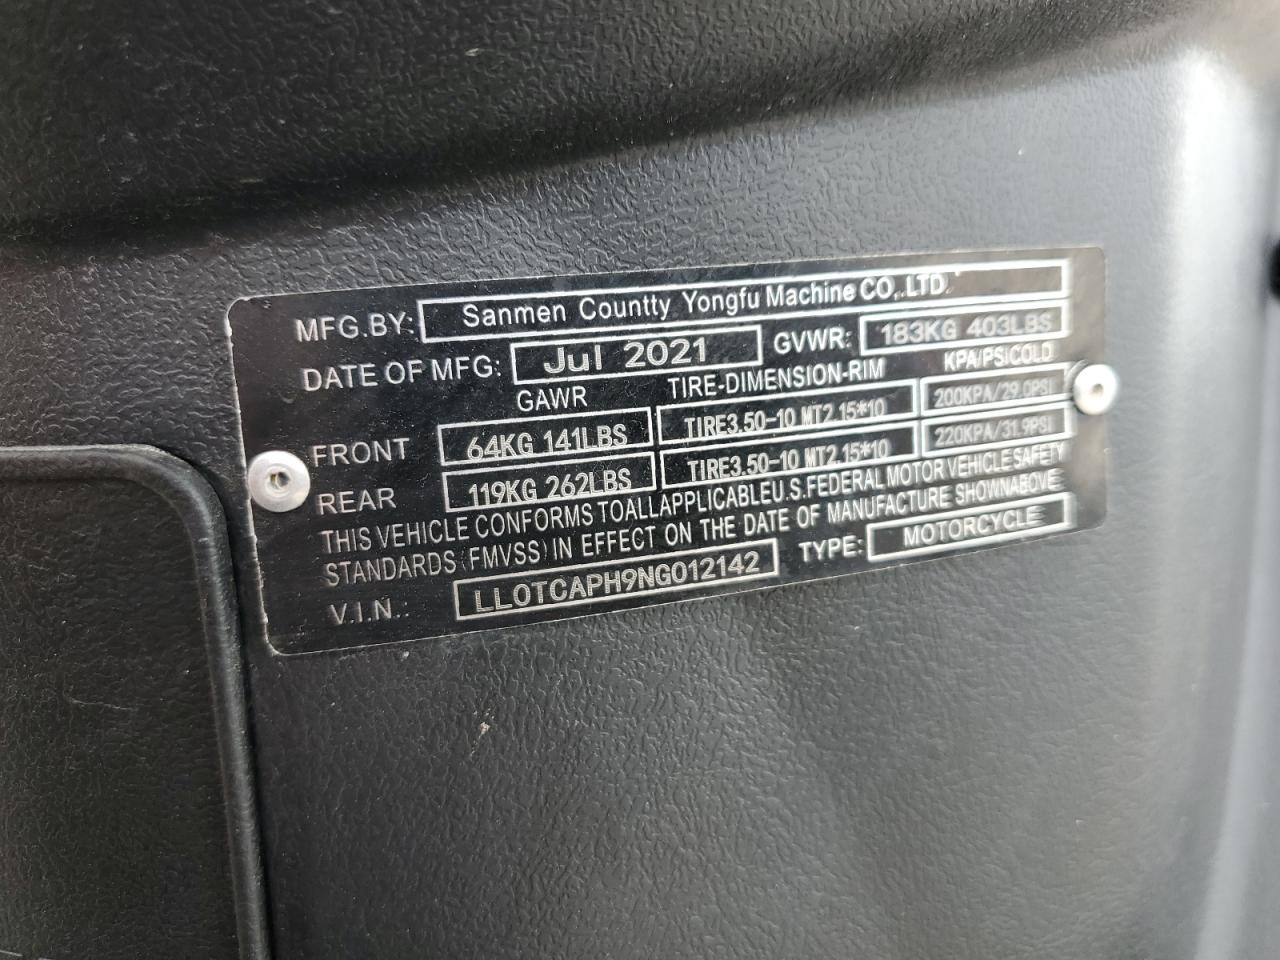 MFG.BY: Sanmen Countty Yongfu Machine CO,.LTD.
DATE OF MFG: Jul 2021 GVWR: 183KG 403LBS
GAWR TIRE-DIMENSION-RIM KPA/PSICOLD
FRONT 64KG 141LBS TIRE3.50-10 MT2.15*10 200KPA/29.0PSI
REAR 119KG 262LBS TIRE3.50-10 MT2.15*10 220KPA/31.9PSI
THIS VEHICLE CONFORMS TOALLAPPLICABLEU.S.FEDERAL MOTOR VEHICLESAFETY
STANDARDS (FMVSS) IN EFFECT ON THE DATE OF MANUFACTURE SHOWNABOVE
V.I.N.: LL0TCAPH9NG012142 TYPE: MOTORCYCLE